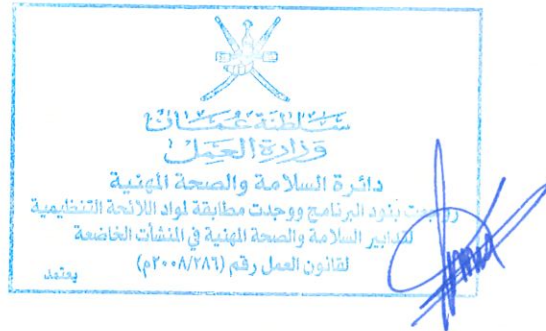 سلطنة عمان
وزارة العمل
دائرة السلامة والصحة المهنية
روجعت بنود البرنامج ووجدت مطابقة لمواد اللائحة التنظيمية
لتدابير السلامة والصحة المهنية في المنشآت الخاضعة
لقانون العمل رقم (٢٠٠٨/٢٨٦م)
يعتمد